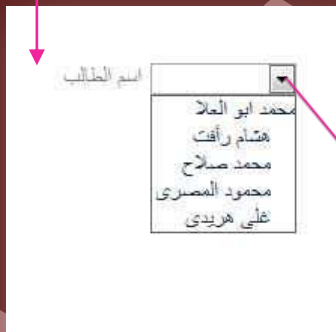 اسم الطالب
محمد ابو العلا
هشام رأفت
محمد صلاح
محمود المصرى
على هريدى